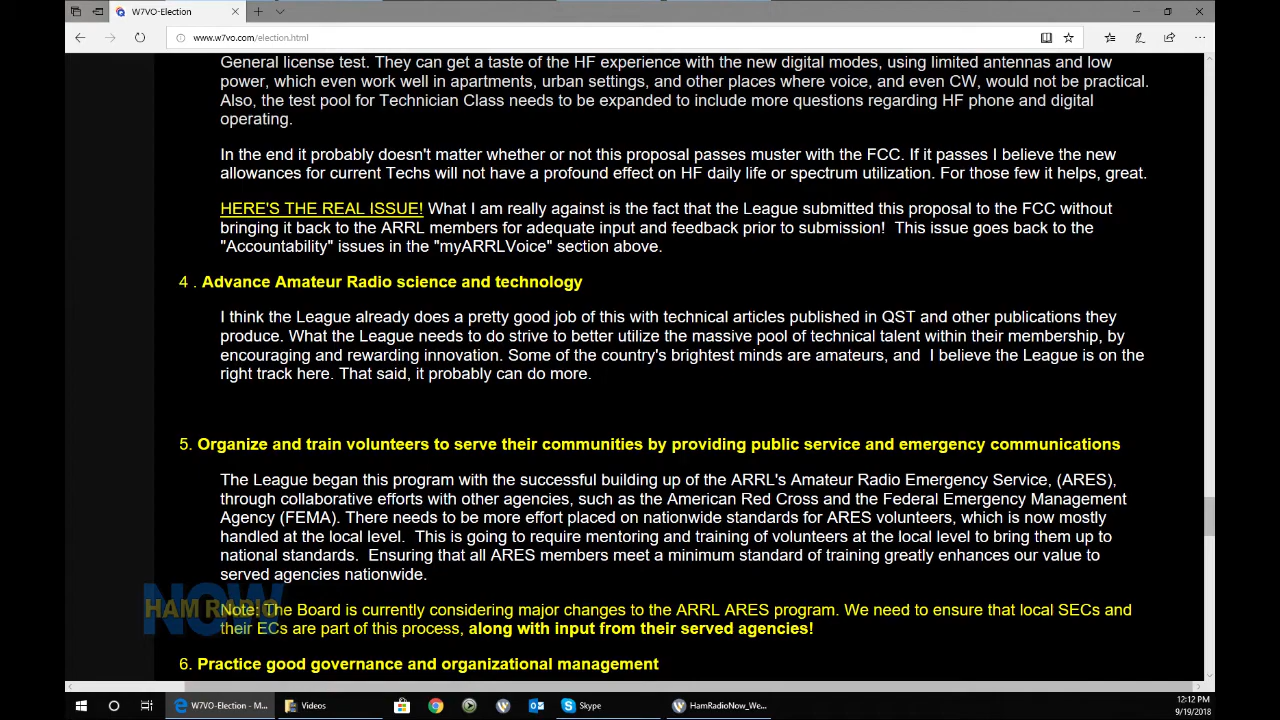 W7VO-Election
www.w7vo.com/election.html
General license test. They can get a taste of the HF experience with the new digital modes, using limited antennas and low
power, which even work well in apartments, urban settings, and other places where voice, and even CW, would not be practical.
Also, the test pool for Technician Class needs to be expanded to include more questions regarding HF phone and digital
operating.
In the end it probably doesn't matter whether or not this proposal passes muster with the FCC. If it passes I believe the new
allowances for current Techs will not have a profound effect on HF daily life or spectrum utilization. For those few it helps, great.
HERE'S THE REAL ISSUE! What I am really against is the fact that the League submitted this proposal to the FCC without
bringing it back to the ARRL members for adequate input and feedback prior to submission! This issue goes back to the
"Accountability" issues in the "myARRLVoice" section above.
4 . Advance Amateur Radio science and technology
I think the League already does a pretty good job of this with technical articles published in QST and other publications they
produce. What the League needs to do strive to better utilize the massive pool of technical talent within their membership, by
encouraging and rewarding innovation. Some of the country's brightest minds are amateurs, and I believe the League is on the
right track here. That said, it probably can do more.
5. Organize and train volunteers to serve their communities by providing public service and emergency communications
The League began this program with the successful building up of the ARRL's Amateur Radio Emergency Service, (ARES),
through collaborative efforts with other agencies, such as the American Red Cross and the Federal Emergency Management
Agency (FEMA). There needs to be more effort placed on nationwide standards for ARES volunteers, which is now mostly
handled at the local level. This is going to require mentoring and training of volunteers at the local level to bring them up to
national standards. Ensuring that all ARES members meet a minimum standard of training greatly enhances our value to
served agencies nationwide.
HAM RADIO NOW
Note! The Board is currently considering major changes to the ARRL ARES program. We need to ensure that local SECs and
their ECs are part of this process, along with input from their served agencies!
6. Practice good governance and organizational management
W7VO-Election - M...
Videos
Skype
HamRadioNow_We...
12:12 PM
9/19/2018